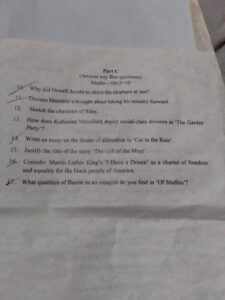 Part C
(Answer any five questions)
Marks—10×5=50
10. Why did Orwell decide to shoot the elephant at last?
11. Discuss Mandela's thought about taking his country forward.
12. Sketch the character of Silas.
13. How does Katherine Mansfield depict social-class division in 'The Garden
Party'?
14. Write an essay on the theme of alienation in 'Cat in the Rain'.
15. Justify the title of the story 'The Gift of the Magi'.
16. Consider Martin Luther King's 'I Have a Dream' as a charter of freedom
and equality for the black people of America.
17. What qualities of Bacon as an essayist do you find in 'Of Studies'?